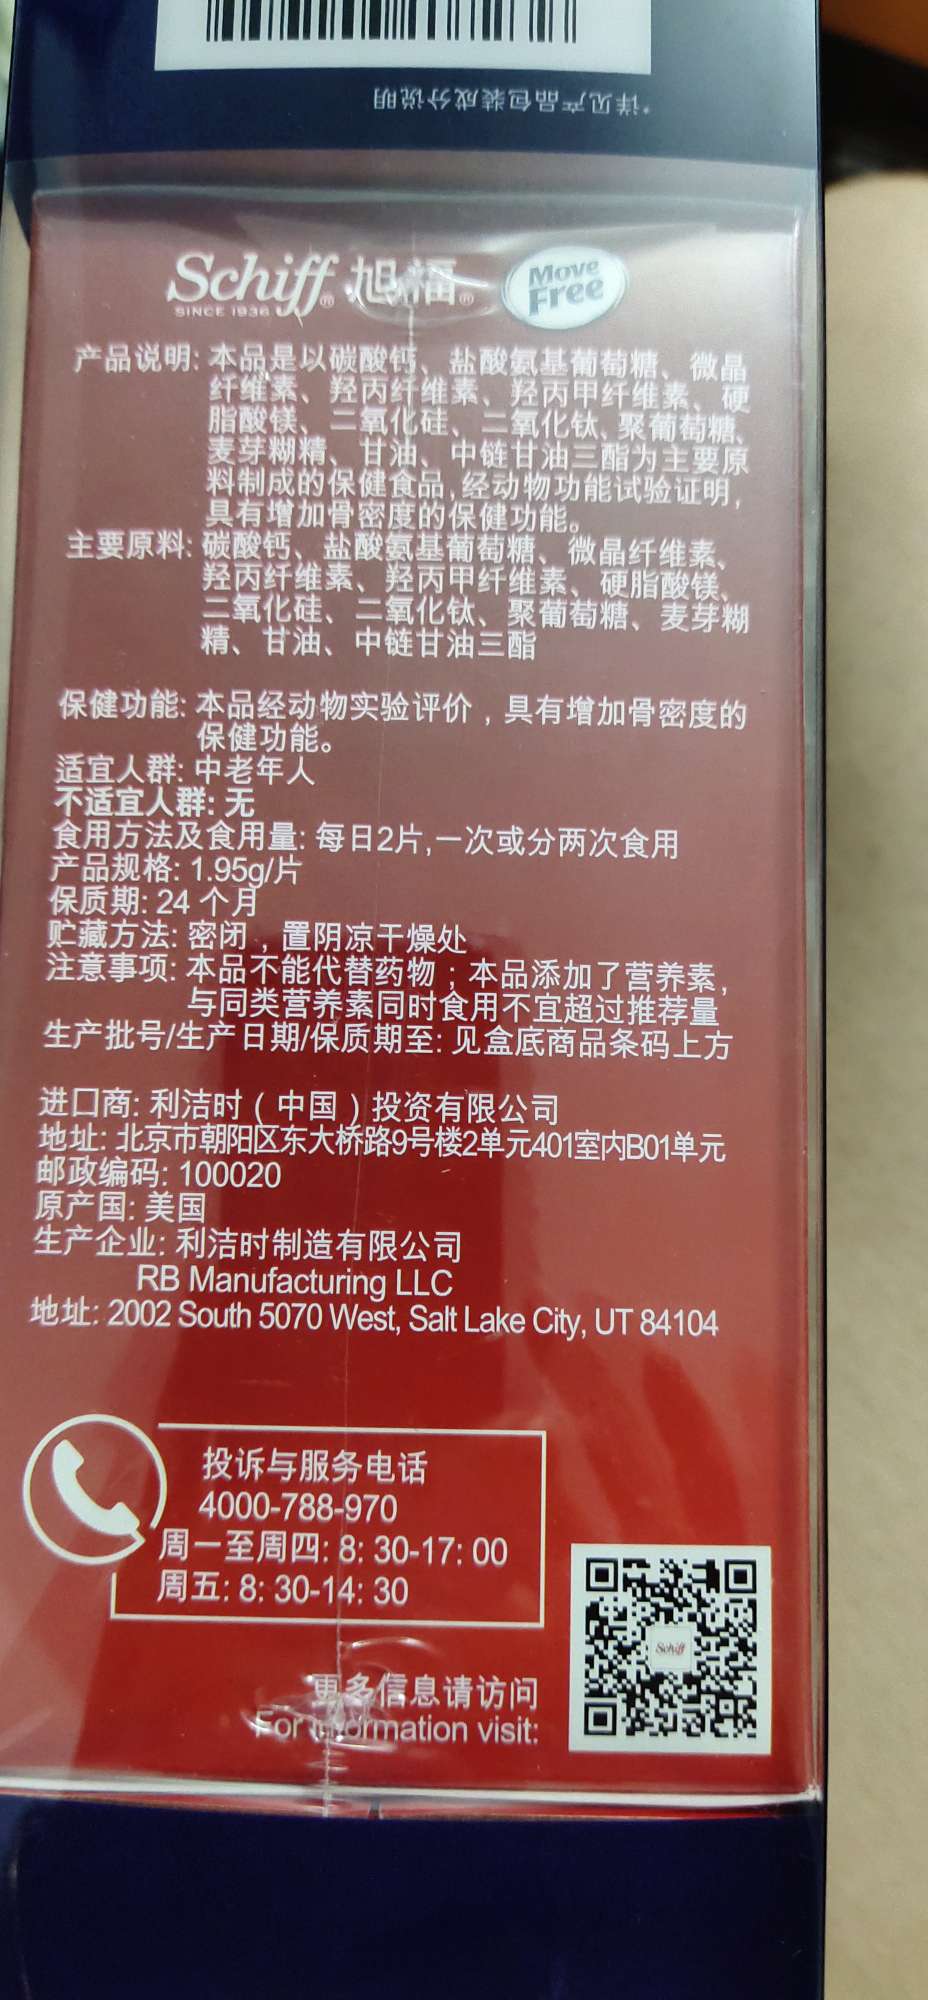 *详见产品包装成分说明
Schiff® 旭福®
SINCE 1936
Move
Free
产品说明: 本品是以碳酸钙、盐酸氨基葡萄糖、微晶
纤维素、羟丙纤维素、羟丙甲纤维素、硬
脂酸镁、二氧化硅、二氧化钛、聚葡萄糖、
麦芽糊精、甘油、中链甘油三酯为主要原
料制成的保健食品,经动物功能试验证明,
具有增加骨密度的保健功能。
主要原料: 碳酸钙、盐酸氨基葡萄糖、微晶纤维素、
羟丙纤维素、羟丙甲纤维素、硬脂酸镁、
二氧化硅、二氧化钛、聚葡萄糖、麦芽糊
精、甘油、中链甘油三酯
保健功能: 本品经动物实验评价，具有增加骨密度的
保健功能。
适宜人群: 中老年人
不适宜人群: 无
食用方法及食用量: 每日2片,一次或分两次食用
产品规格: 1.95g/片
保质期: 24 个月
贮藏方法: 密闭，置阴凉干燥处
注意事项: 本品不能代替药物；本品添加了营养素,
与同类营养素同时食用不宜超过推荐量
生产批号/生产日期/保质期至: 见盒底商品条码上方
进口商: 利洁时（中国）投资有限公司
地址: 北京市朝阳区东大桥路9号楼2单元401室内B01单元
邮政编码: 100020
原产国: 美国
生产企业: 利洁时制造有限公司
RB Manufacturing LLC
地址: 2002 South 5070 West, Salt Lake City, UT 84104
投诉与服务电话
4000-788-970
周一至周四: 8: 30-17: 00
周五: 8: 30-14: 30
Schiff
更多信息请访问
For information visit: